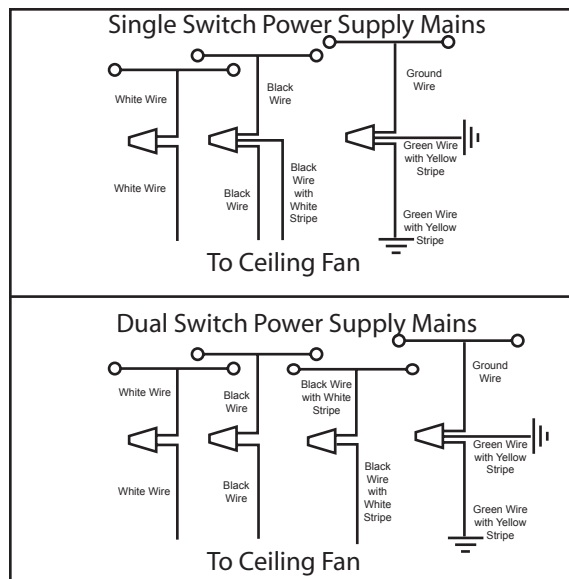 Single Switch Power Supply Mains
White Wire
Black
Wire
Ground
Wire
White Wire
Black
Wire
Black
Wire
with
White
Stripe
Green Wire
with Yellow
Stripe
Green Wire
with Yellow
Stripe
To Ceiling Fan
Dual Switch Power Supply Mains
White Wire
Black
Wire
Black Wire
with White
Stripe
Ground
Wire
White Wire
Black
Wire
Black
Wire
with
White
Stripe
Green Wire
with Yellow
Stripe
Green Wire
with Yellow
Stripe
To Ceiling Fan